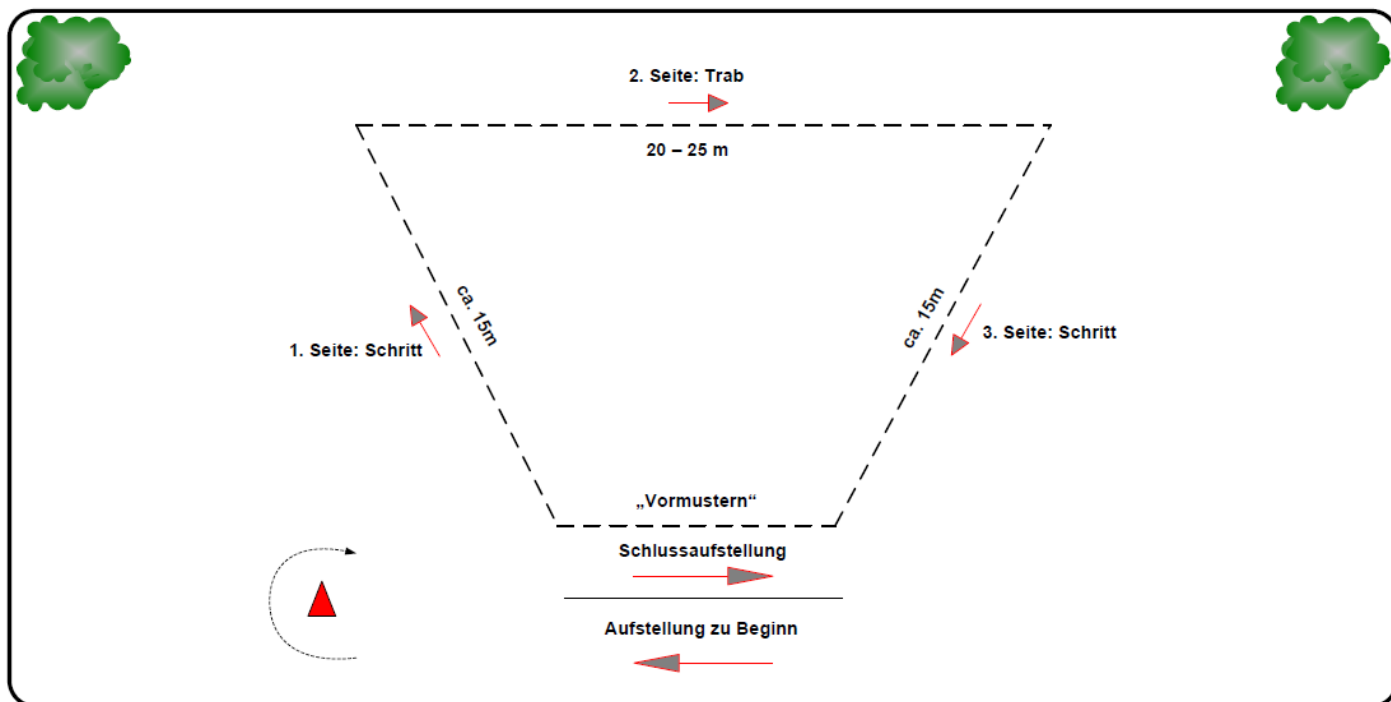 2. Seite: Trab
20 – 25 m
ca. 15m
ca. 15m
1. Seite: Schritt
3. Seite: Schritt
„Vormustern“
Schlussaufstellung
Aufstellung zu Beginn